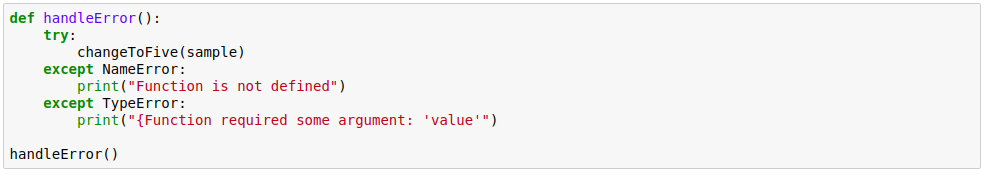 def handleError():
    try:
        changeToFive(sample)
    except NameError:
        print("Function is not defined")
    except TypeError:
        print("{Function required some argument: 'value'")

handleError()